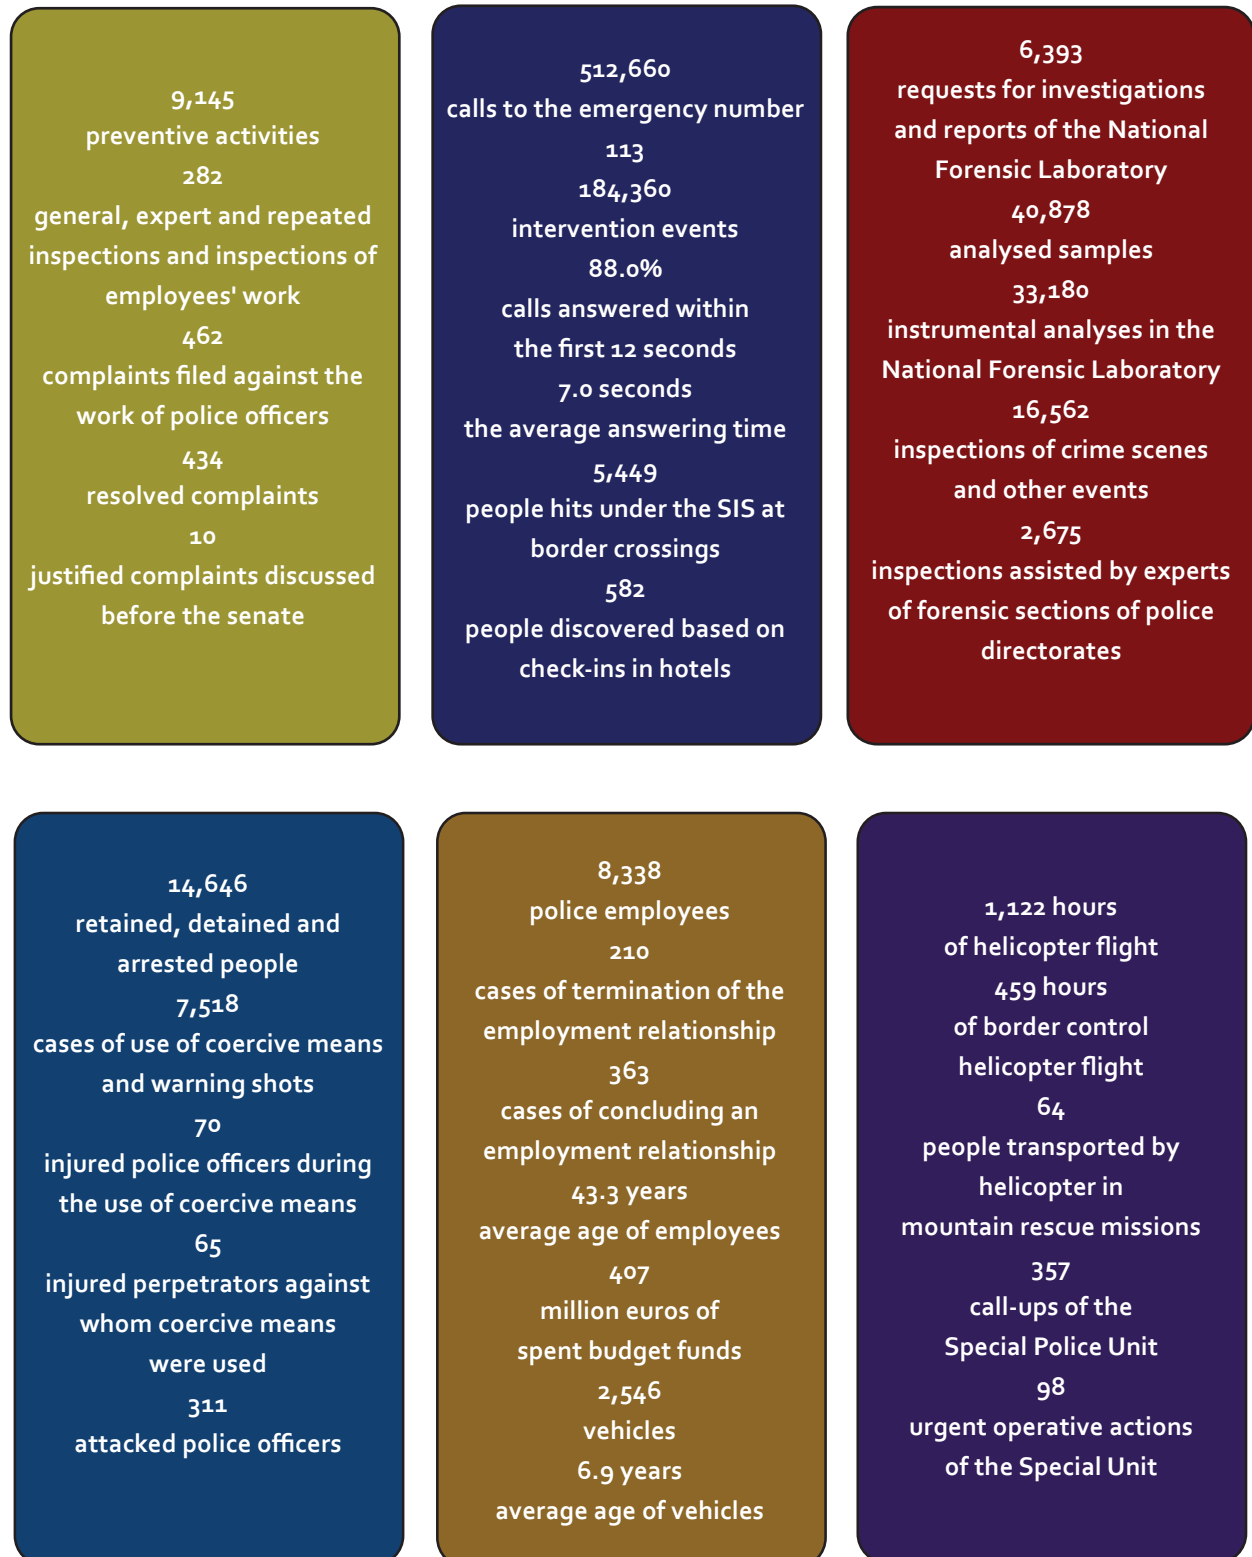 9,145
preventive activities
282
general, expert and repeated
inspections and inspections of
employees' work
462
complaints filed against the
work of police officers
434
resolved complaints
10
justified complaints discussed
before the senate
512,660
calls to the emergency number
113
184,360
intervention events
88.0%
calls answered within
the first 12 seconds
7.0 seconds
the average answering time
5,449
people hits under the SIS at
border crossings
582
people discovered based on
check-ins in hotels
6,393
requests for investigations
and reports of the National
Forensic Laboratory
40,878
analysed samples
33,180
instrumental analyses in the
National Forensic Laboratory
16,562
inspections of crime scenes
and other events
2,675
inspections assisted by experts
of forensic sections of police
directorates
14,646
retained, detained and
arrested people
7,518
cases of use of coercive means
and warning shots
70
injured police officers during
the use of coercive means
65
injured perpetrators against
whom coercive means
were used
311
attacked police officers
8,338
police employees
210
cases of termination of the
employment relationship
363
cases of concluding an
employment relationship
43.3 years
average age of employees
407
million euros of
spent budget funds
2,546
vehicles
6.9 years
average age of vehicles
1,122 hours
of helicopter flight
459 hours
of border control
helicopter flight
64
people transported by
helicopter in
mountain rescue missions
357
call-ups of the
Special Police Unit
98
urgent operative actions
of the Special Unit